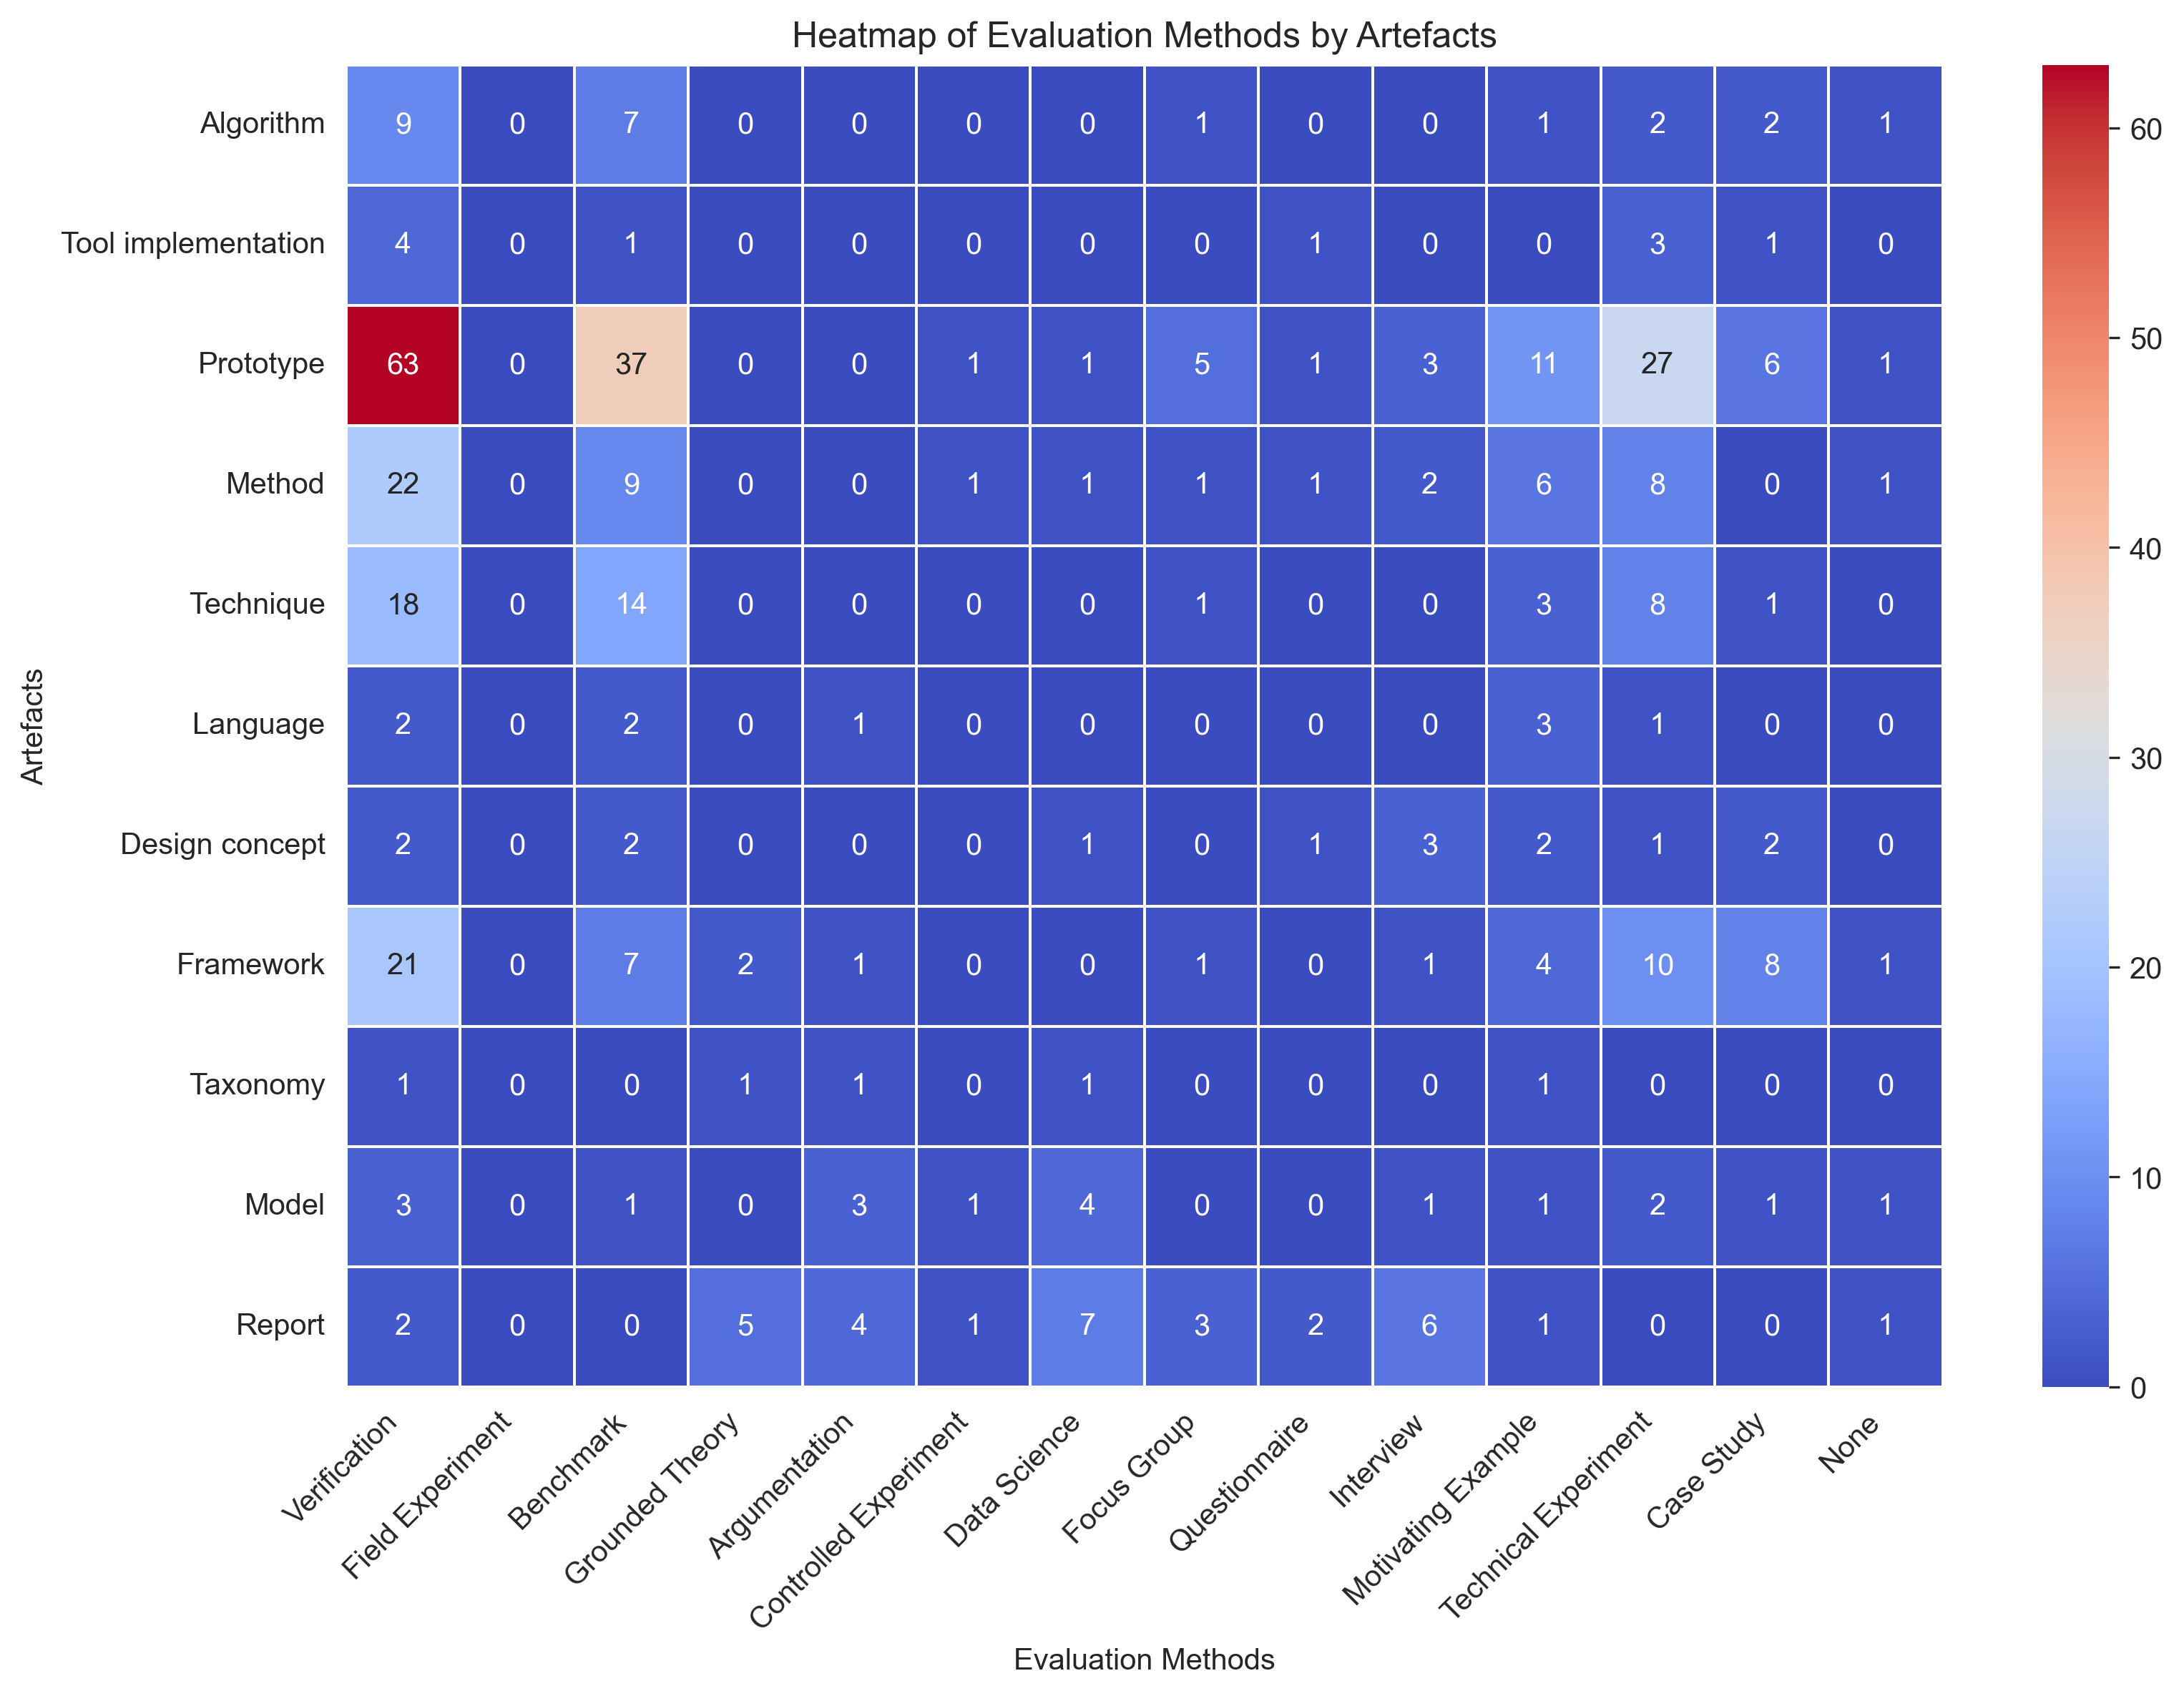 Heatmap of Evaluation Methods by Artefacts
Algorithm 9 0 7 0 0 0 0 1 0 0 1 2 2 1
Tool implementation 4 0 1 0 0 0 0 0 1 0 0 3 1 0
Prototype 63 0 37 0 0 1 1 5 1 3 11 27 6 1
Method 22 0 9 0 0 1 1 1 1 2 6 8 0 1
Technique 18 0 14 0 0 0 0 1 0 0 3 8 1 0
Language 2 0 2 0 1 0 0 0 0 0 3 1 0 0
Design concept 2 0 2 0 0 0 1 0 1 3 2 1 2 0
Framework 21 0 7 2 1 0 0 1 0 1 4 10 8 1
Taxonomy 1 0 0 1 1 0 1 0 0 0 1 0 0 0
Model 3 0 1 0 3 1 4 0 0 1 1 2 1 1
Report 2 0 0 5 4 1 7 3 2 6 1 0 0 1
Artefacts
Verification
Field Experiment
Benchmark
Grounded Theory
Argumentation
Controlled Experiment
Data Science
Focus Group
Questionnaire
Interview
Motivating Example
Technical Experiment
Case Study
None
Evaluation Methods
60
50
40
30
20
10
0